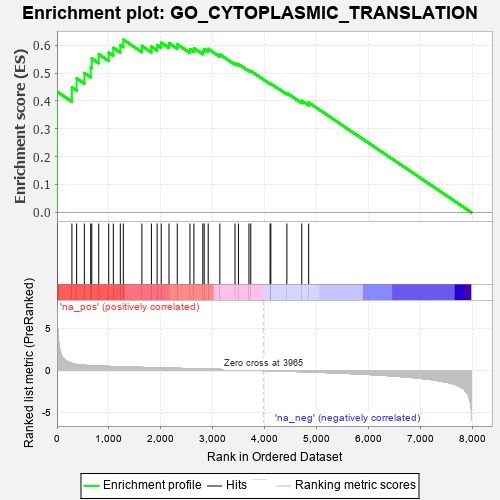 Enrichment plot: GO_CYTOPLASMIC_TRANSLATION
Enrichment score (ES)
0.6
0.5
0.4
0.3
0.2
0.1
0.0
'na_pos' (positively correlated)
Ranked list metric (PreRanked)
5
0
-5
Zero cross at 3965
'na_neg' (negatively correlated)
0 1,000 2,000 3,000 4,000 5,000 6,000 7,000 8,000
Rank in Ordered Dataset
Enrichment profile Hits Ranking metric scores